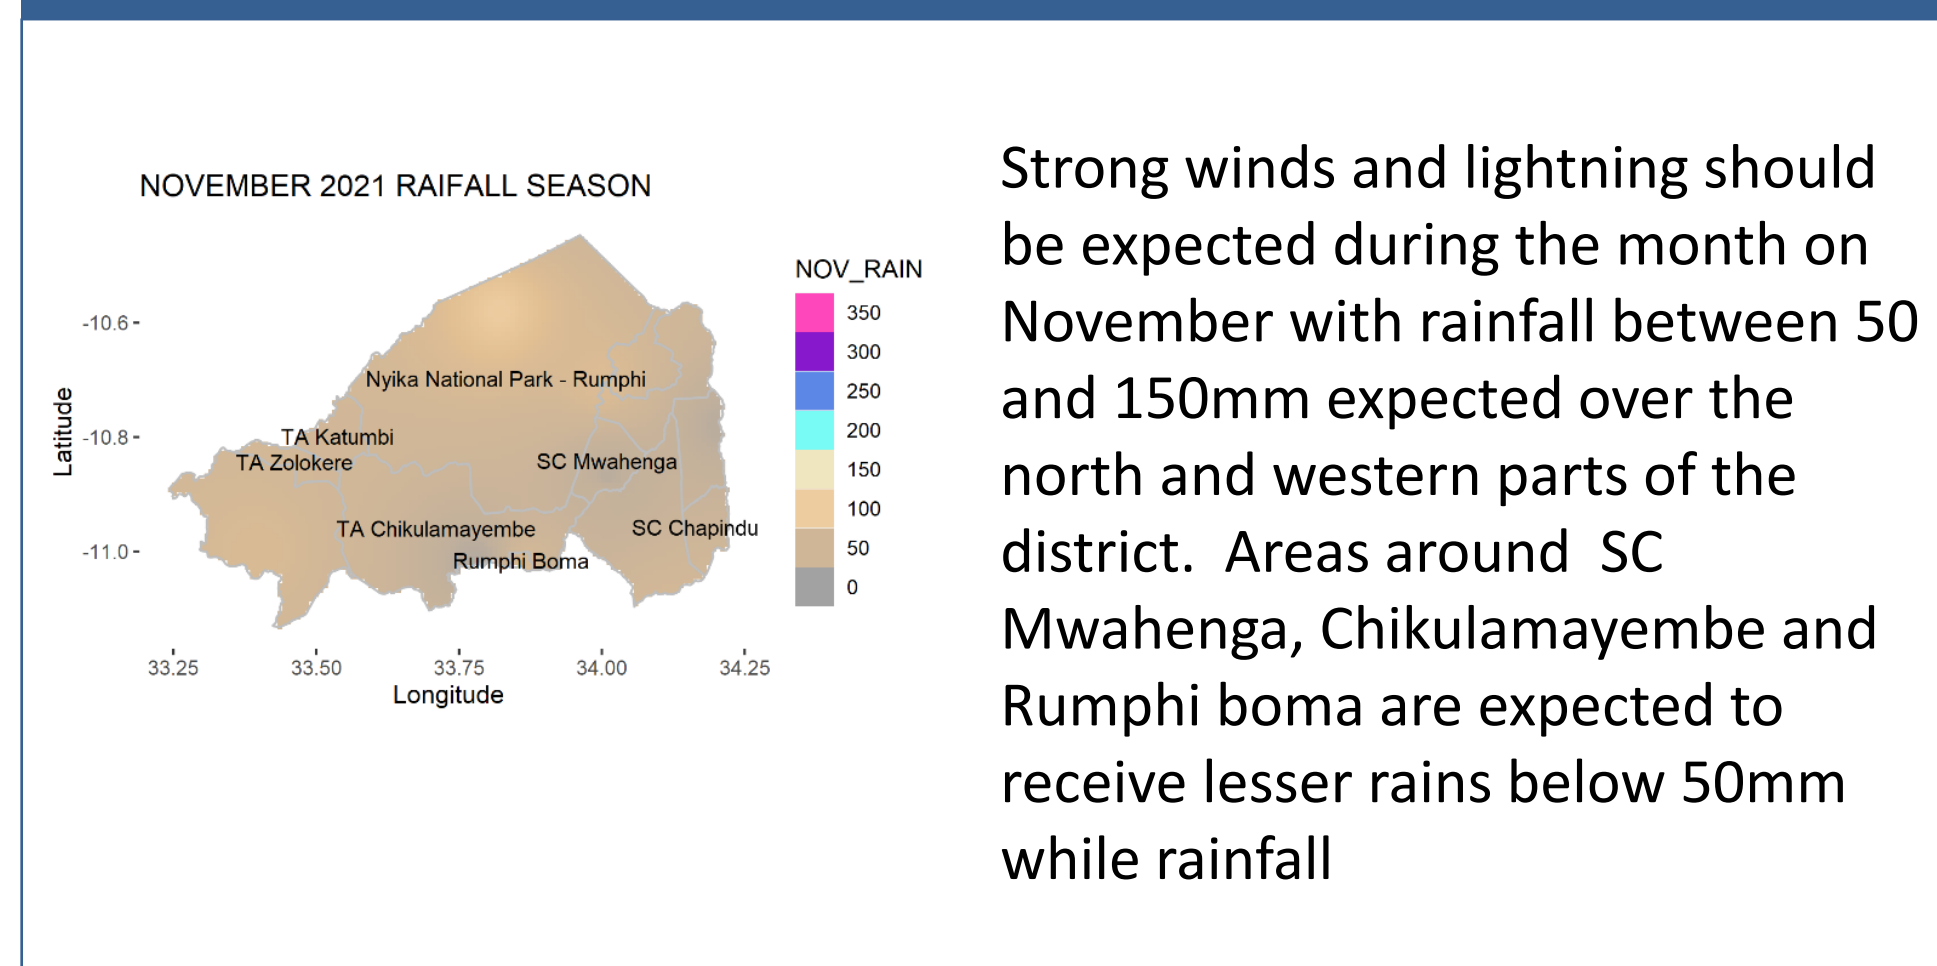 NOVEMBER 2021 RAIFALL SEASON
NOV_RAIN
350
300
250
200
150
100
50
0
Latitude
-10.6
-10.8
-11.0
Nyika National Park - Rumphi
TA Katumbi
TA Zolokere
SC Mwahenga
TA Chikulamayembe
SC Chapindu
Rumphi Boma
33.25 33.50 33.75 34.00 34.25
Longitude
Strong winds and lightning should
be expected during the month on
November with rainfall between 50
and 150mm expected over the
north and western parts of the
district.  Areas around  SC
Mwahenga, Chikulamayembe and
Rumphi boma are expected to
receive lesser rains below 50mm
while rainfall